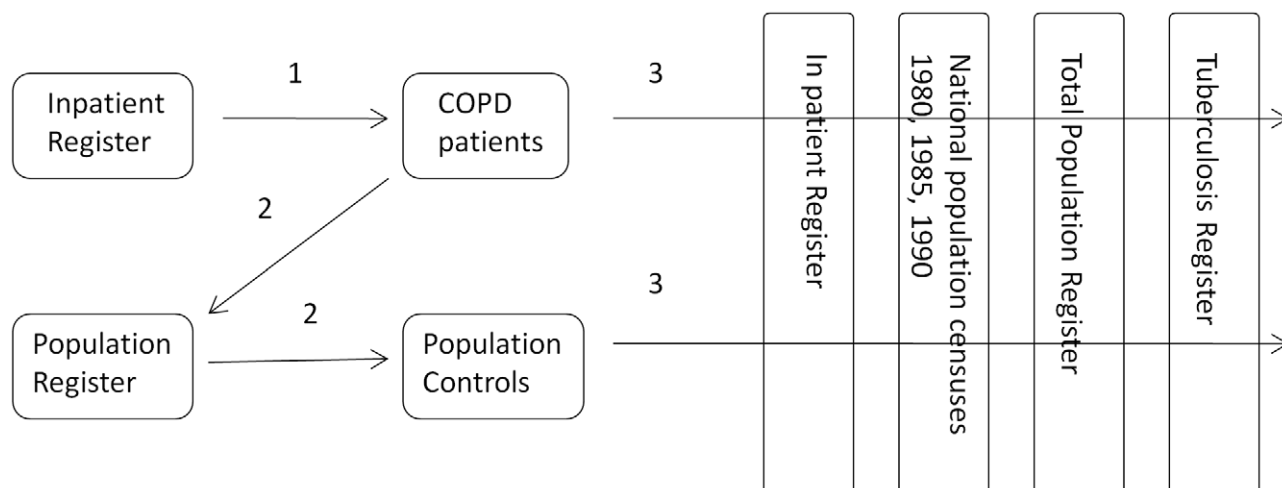 1
Inpatient
Register
COPD
patients
3
2
Population
Register
2
Population
Controls
3
In patient Register
National population censuses
1980, 1985, 1990
Total Population Register
Tuberculosis Register